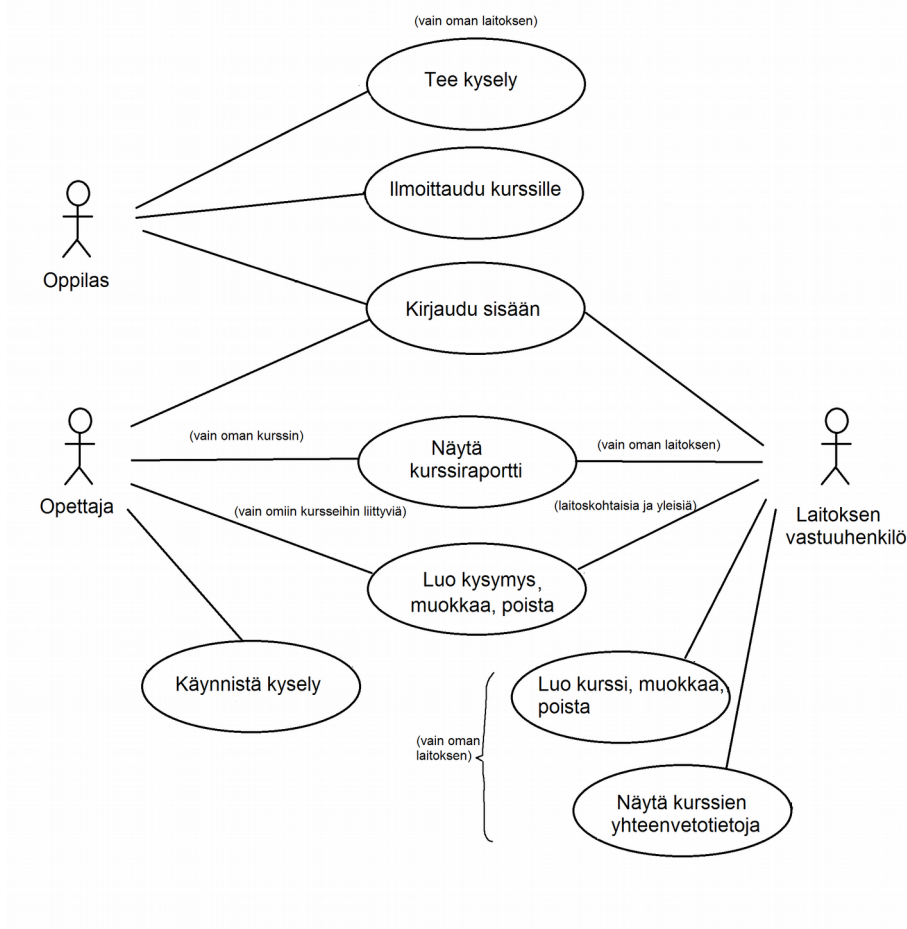 (vain oman laitoksen)
Tee kysely
Ilmoittaudu kurssille
Oppilas
Kirjaudu sisään
(vain oman kurssin)
Näytä
kurssiraportti
(vain oman laitoksen)
Opettaja
(vain omiin kursseihin liittyviä)
(laitoskohtaisia ja yleisiä)
Laitoksen
vastuuhenkilö
Luo kysymys,
muokkaa, poista
Käynnistä kysely
Luo kurssi, muokkaa,
poista
(vain oman
laitoksen)
Näytä kurssien
yhteenvetotietoja